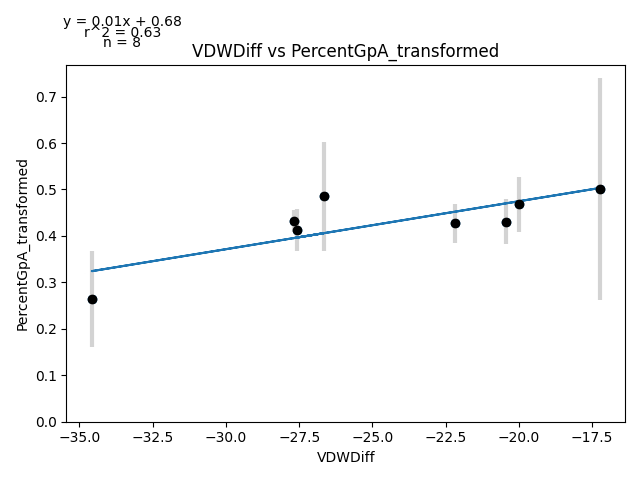 y = 0.01x + 0.68
r^2 = 0.63
n = 8
VDWDiff vs PercentGpA_transformed
PercentGpA_transformed
0.7
0.6
0.5
0.4
0.3
0.2
0.1
0.0
−35.0 −32.5 −30.0 −27.5 −25.0 −22.5 −20.0 −17.5
VDWDiff